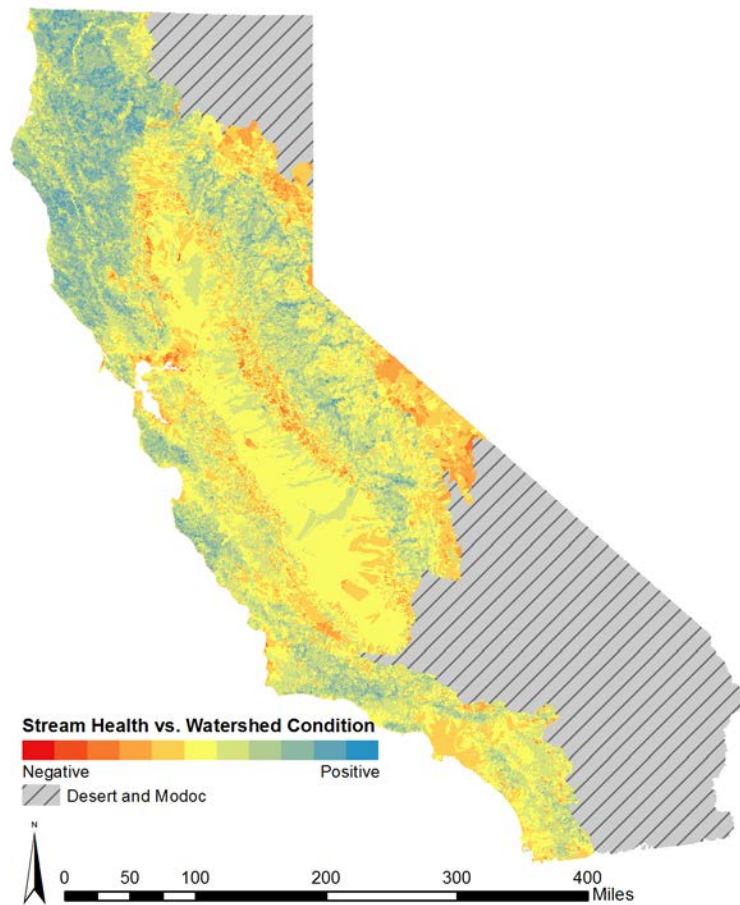 Stream Health vs. Watershed Condition
Negative Positive
Desert and Modoc
N
0 50 100 200 300 400
Miles